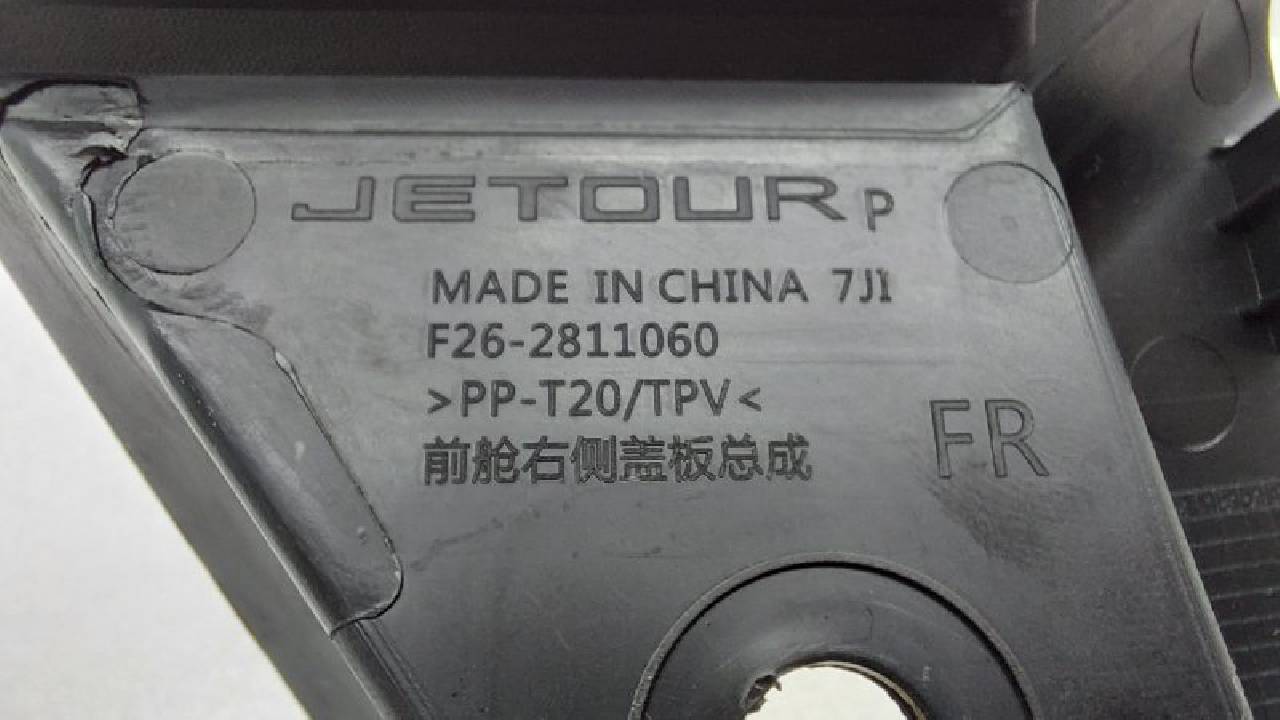 JETOUR P
MADE IN CHINA 7J1
F26-2811060
>PP-T20/TPV<
FR
前舱右侧盖板总成